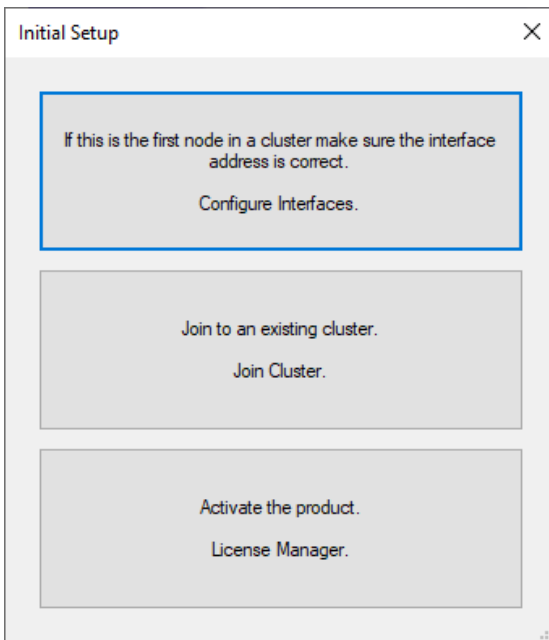 Initial Setup
If this is the first node in a cluster make sure the interface
address is correct.
Configure Interfaces.
Join to an existing cluster.
Join Cluster.
Activate the product.
License Manager.